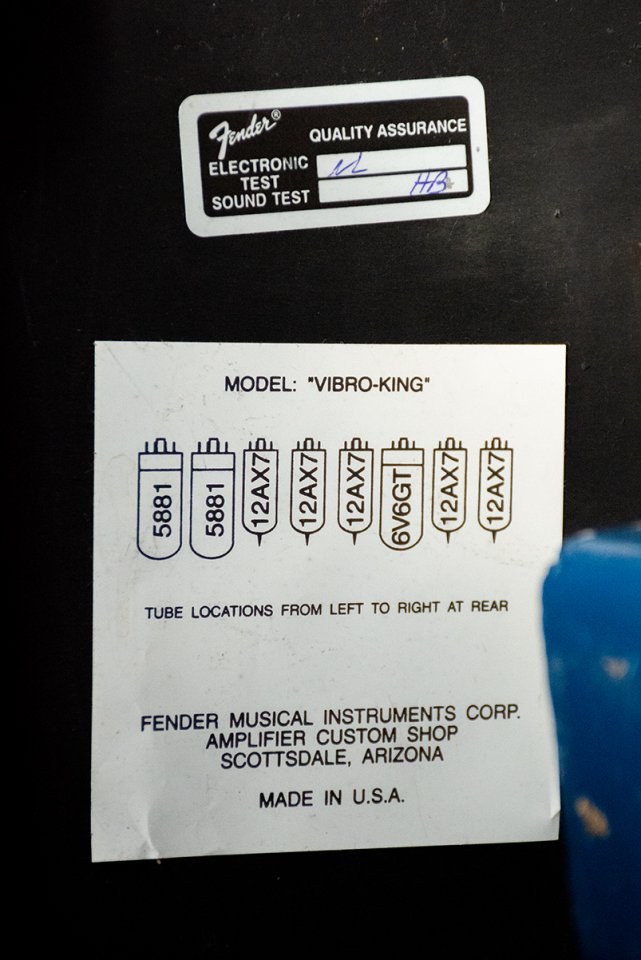 Fender®
QUALITY ASSURANCE
ELECTRONIC
TEST
SOUND TEST
HB
MODEL: "VIBRO-KING"
5881 5881 12AX7 12AX7 12AX7 6V6GT 12AX7 12AX7
TUBE LOCATIONS FROM LEFT TO RIGHT AT REAR
FENDER MUSICAL INSTRUMENTS CORP.
AMPLIFIER CUSTOM SHOP
SCOTTSDALE, ARIZONA
MADE IN U.S.A.